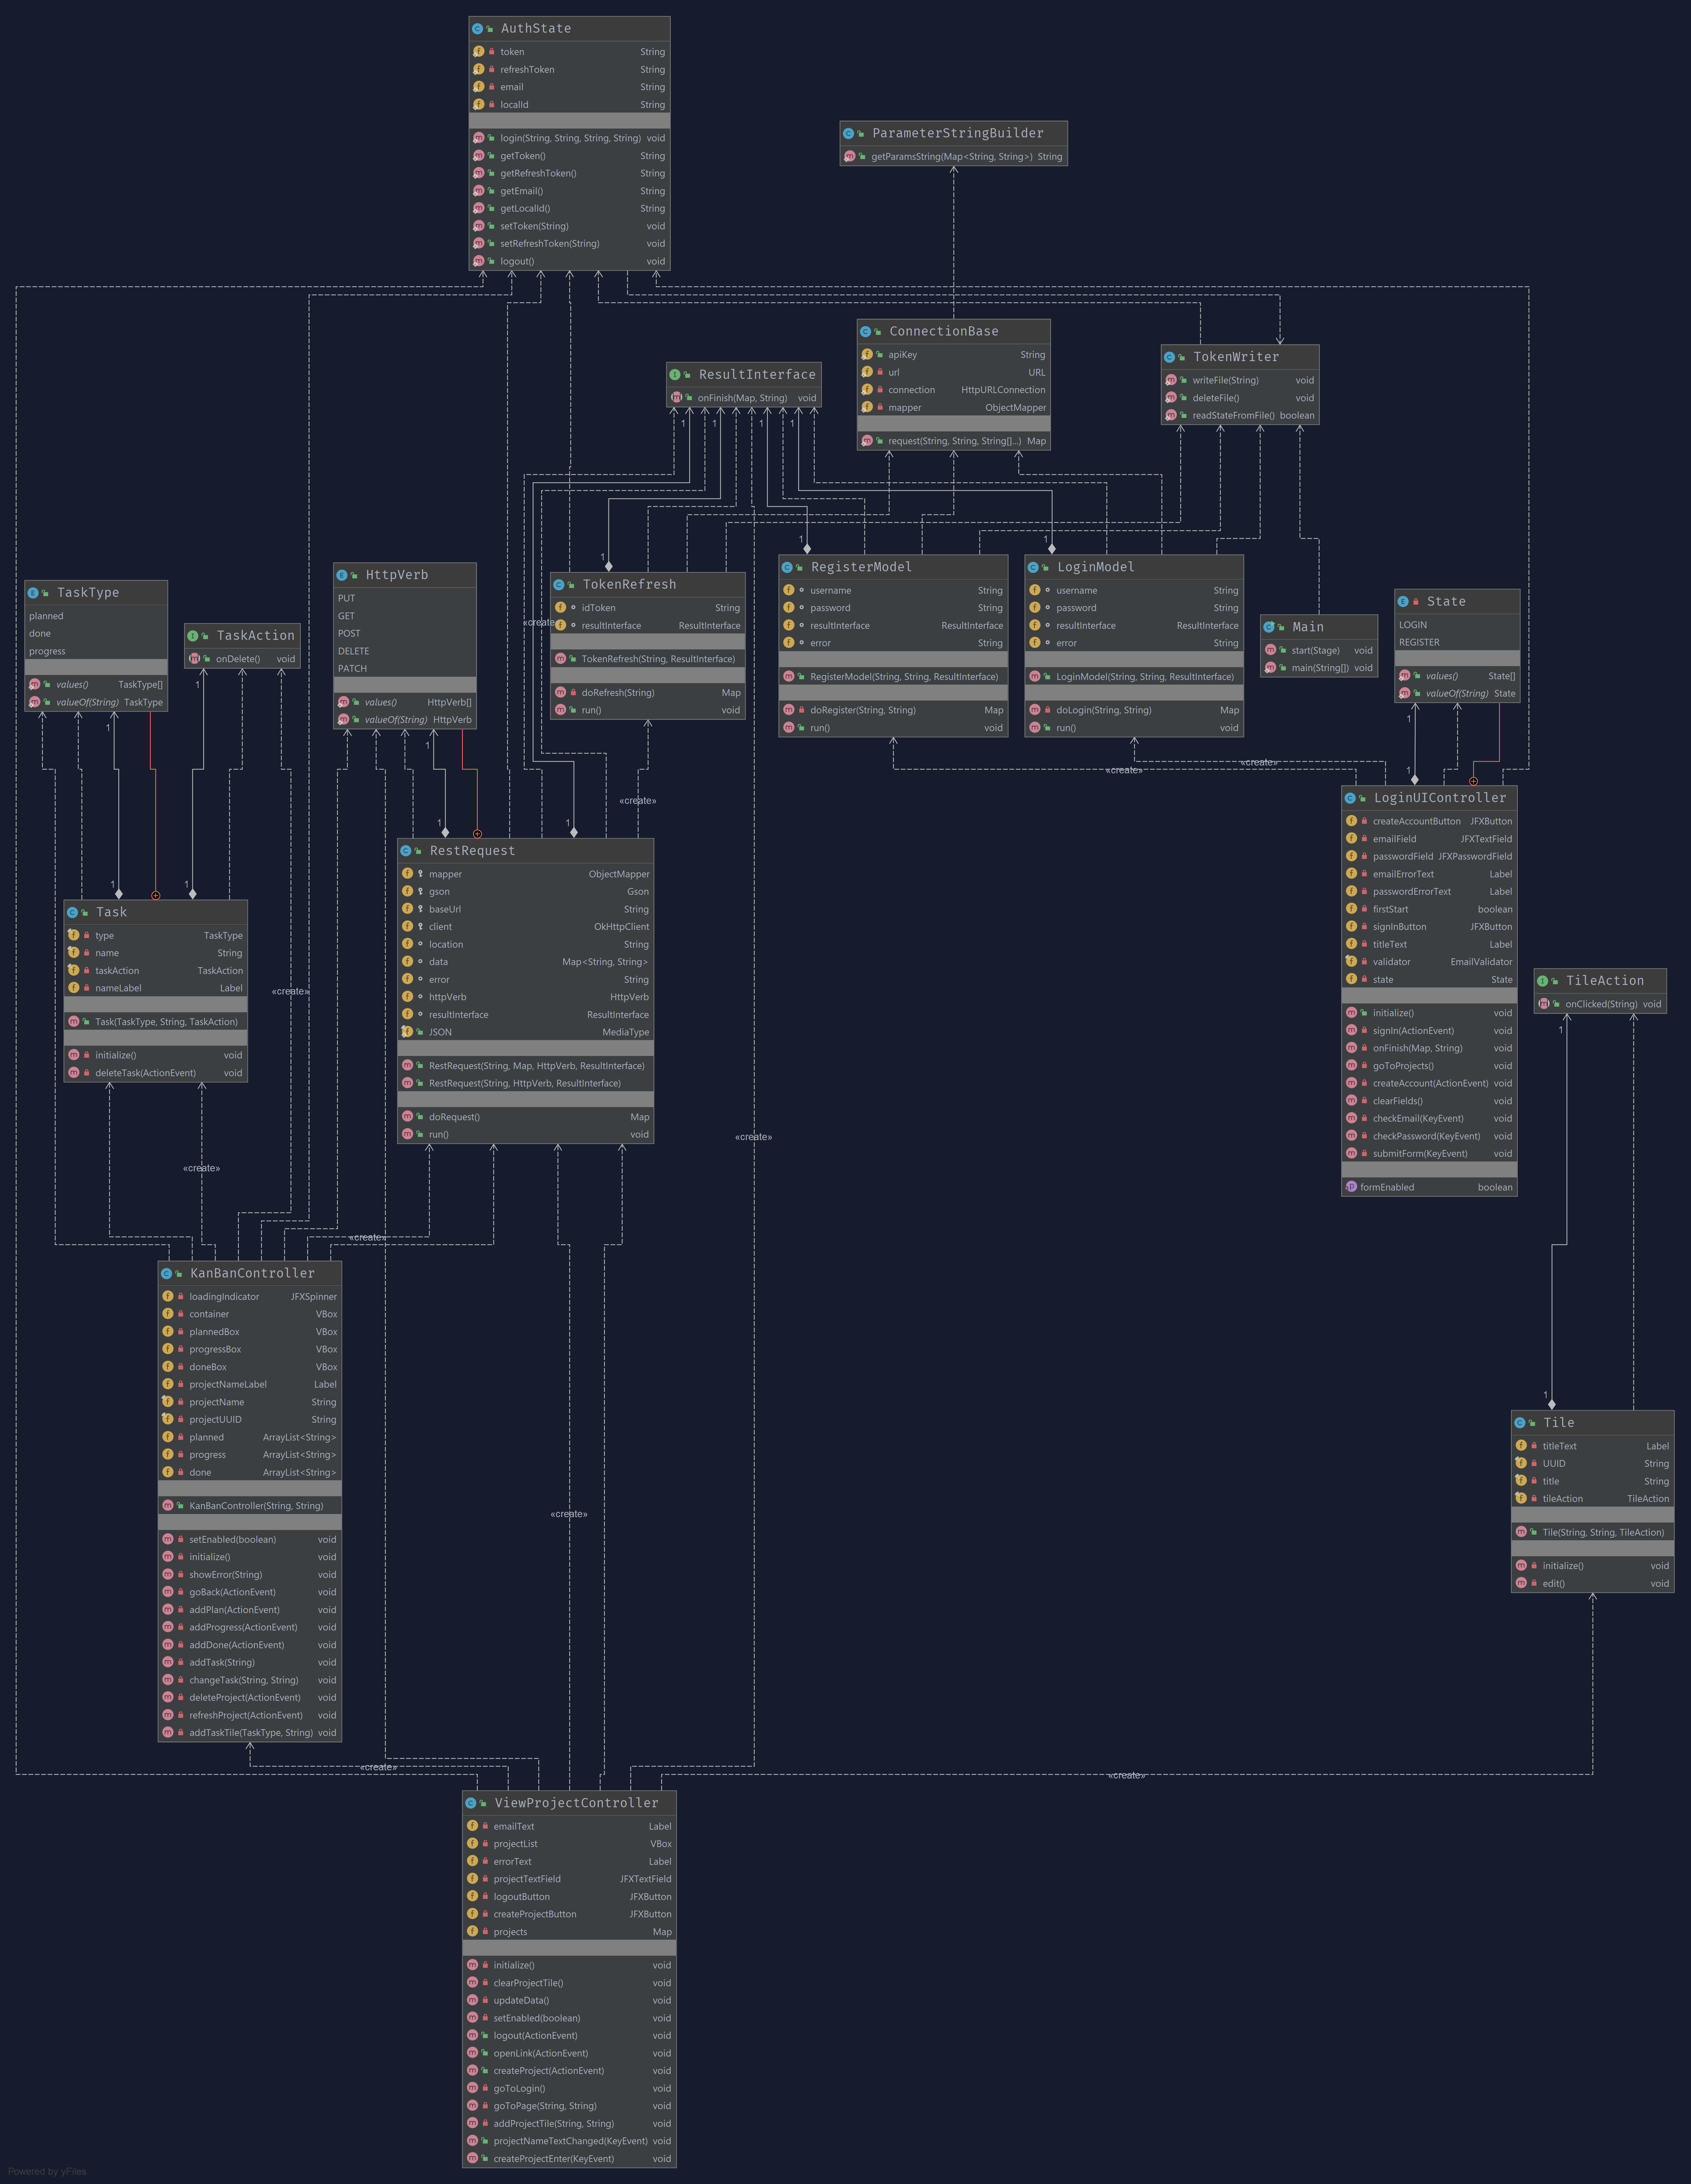 AuthState
token String
refreshToken String
email String
localId String
login(String, String, String, String) void
getToken() String
getRefreshToken() String
getEmail() String
getLocalId() String
setToken(String) void
setRefreshToken(String) void
logout() void
ParameterStringBuilder
getParamsString(Map<String, String>) String
ConnectionBase
apiKey String
url URL
connection HttpURLConnection
mapper ObjectMapper
request(String, String, String[]...) Map
TokenWriter
writeFile(String) void
deleteFile() void
readStateFromFile() boolean
ResultInterface
onFinish(Map, String) void
1
1
1
1
TaskType
planned
done
progress
values() TaskType[]
valueOf(String) TaskType
TaskAction
onDelete() void
HttpVerb
PUT
GET
POST
DELETE
PATCH
values() HttpVerb[]
valueOf(String) HttpVerb
1
TokenRefresh
idToken String
resultInterface ResultInterface
TokenRefresh(String, ResultInterface)
doRefresh(String) Map
run() void
«create»
1
RegisterModel
username String
password String
resultInterface ResultInterface
error String
RegisterModel(String, String, ResultInterface)
doRegister(String, String) Map
run() void
1
LoginModel
username String
password String
resultInterface ResultInterface
error String
LoginModel(String, String, ResultInterface)
doLogin(String, String) Map
run() void
Main
start(Stage) void
main(String[]) void
State
LOGIN
REGISTER
values() State[]
valueOf(String) State
1
1
1
1
«create»
«create»
«create»
1
1
1
1
1
LoginUIController
createAccountButton JFXButton
emailField JFXTextField
passwordField JFXPasswordField
emailErrorText Label
passwordErrorText Label
firstStart boolean
signInButton JFXButton
titleText Label
validator EmailValidator
state State
initialize() void
signIn(ActionEvent) void
onFinish(Map, String) void
goToProjects() void
createAccount(ActionEvent) void
clearFields() void
checkEmail(KeyEvent) void
checkPassword(KeyEvent) void
submitForm(KeyEvent) void
formEnabled boolean
RestRequest
mapper ObjectMapper
gson Gson
baseUrl String
client OkHttpClient
location String
data Map<String, String>
error String
httpVerb HttpVerb
resultInterface ResultInterface
JSON MediaType
RestRequest(String, Map, HttpVerb, ResultInterface)
RestRequest(String, HttpVerb, ResultInterface)
doRequest() Map
run() void
Task
type TaskType
name String
taskAction TaskAction
nameLabel Label
Task(TaskType, String, TaskAction)
initialize() void
deleteTask(ActionEvent) void
«create»
TileAction
onClicked(String) void
1
«create»
«create»
«create»
KanBanController
loadingIndicator JFXSpinner
container VBox
plannedBox VBox
progressBox VBox
doneBox VBox
projectNameLabel Label
projectName String
projectUUID String
planned ArrayList<String>
progress ArrayList<String>
done ArrayList<String>
KanBanController(String, String)
setEnabled(boolean) void
initialize() void
showError(String) void
goBack(ActionEvent) void
addPlan(ActionEvent) void
addProgress(ActionEvent) void
addDone(ActionEvent) void
addTask(String) void
changeTask(String, String) void
deleteProject(ActionEvent) void
refreshProject(ActionEvent) void
addTaskTile(TaskType, String) void
1
Tile
titleText Label
UUID String
title String
tileAction TileAction
Tile(String, String, TileAction)
initialize() void
edit() void
«create»
«create»
«create»
ViewProjectController
emailText Label
projectList VBox
errorText Label
projectTextField JFXTextField
logoutButton JFXButton
createProjectButton JFXButton
projects Map
initialize() void
clearProjectTile() void
updateData() void
setEnabled(boolean) void
logout(ActionEvent) void
openLink(ActionEvent) void
createProject(ActionEvent) void
goToLogin() void
goToPage(String, String) void
addProjectTile(String, String) void
projectNameTextChanged(KeyEvent) void
createProjectEnter(KeyEvent) void
Powered by yFiles